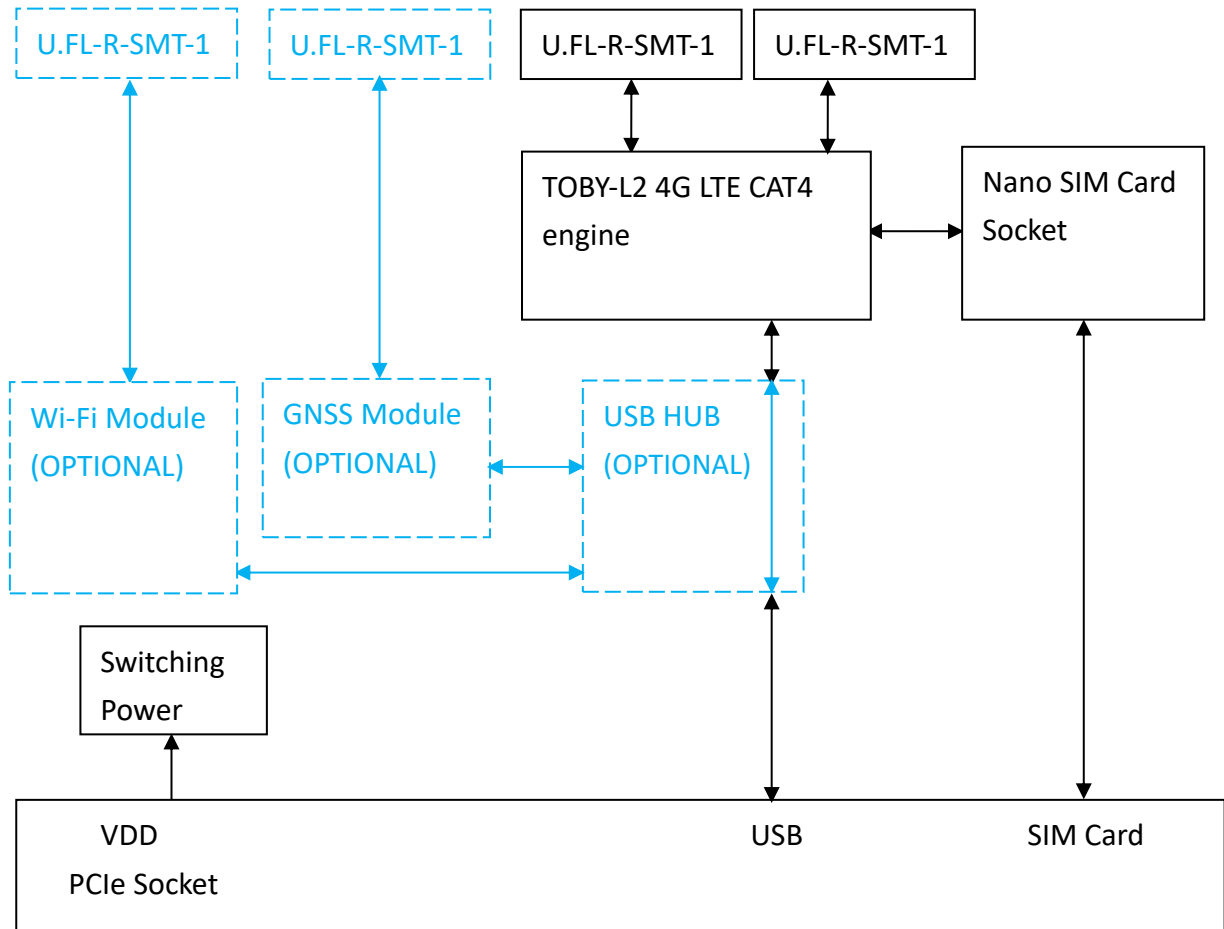 U.FL-R-SMT-1
U.FL-R-SMT-1
U.FL-R-SMT-1
U.FL-R-SMT-1
TOBY-L2 4G LTE CAT4
engine
Nano SIM Card
Socket
Wi-Fi Module
(OPTIONAL)
GNSS Module
(OPTIONAL)
USB HUB
(OPTIONAL)
Switching
Power
VDD
USB
SIM Card
PCIe Socket